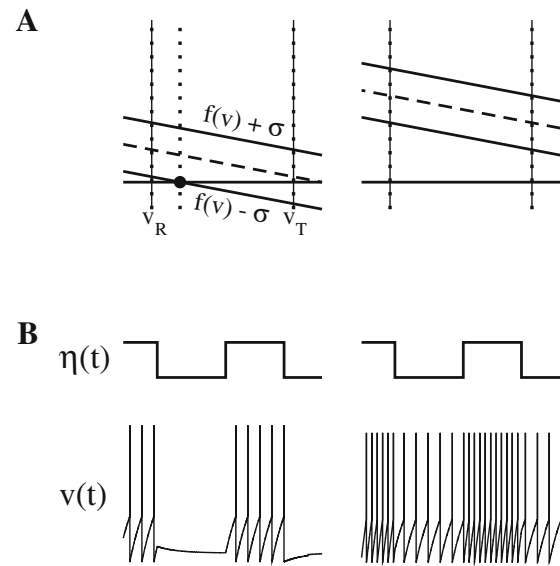 A
f(v) + σ
f(v) - σ
v_R
v_T
B
η(t)
v(t)